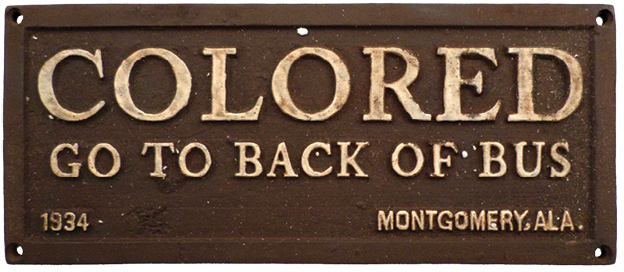 COLORED
GO TO BACK OF BUS
1934 MONTGOMERY, ALA.